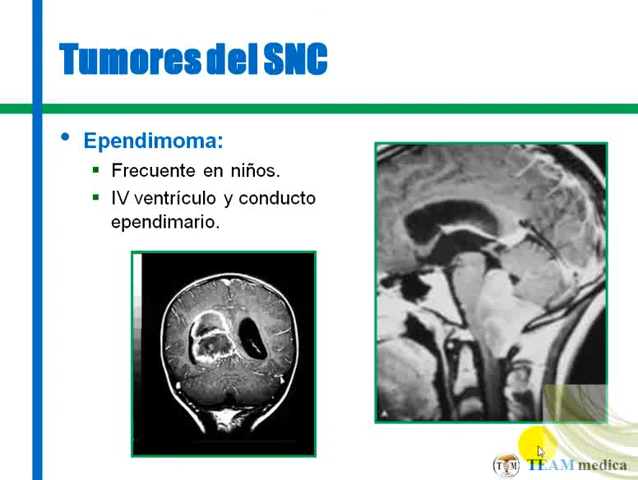 Tumores del SNC
Ependimoma:
Frecuente en niños.
IV ventrículo y conducto
ependimario.
TEAM medica